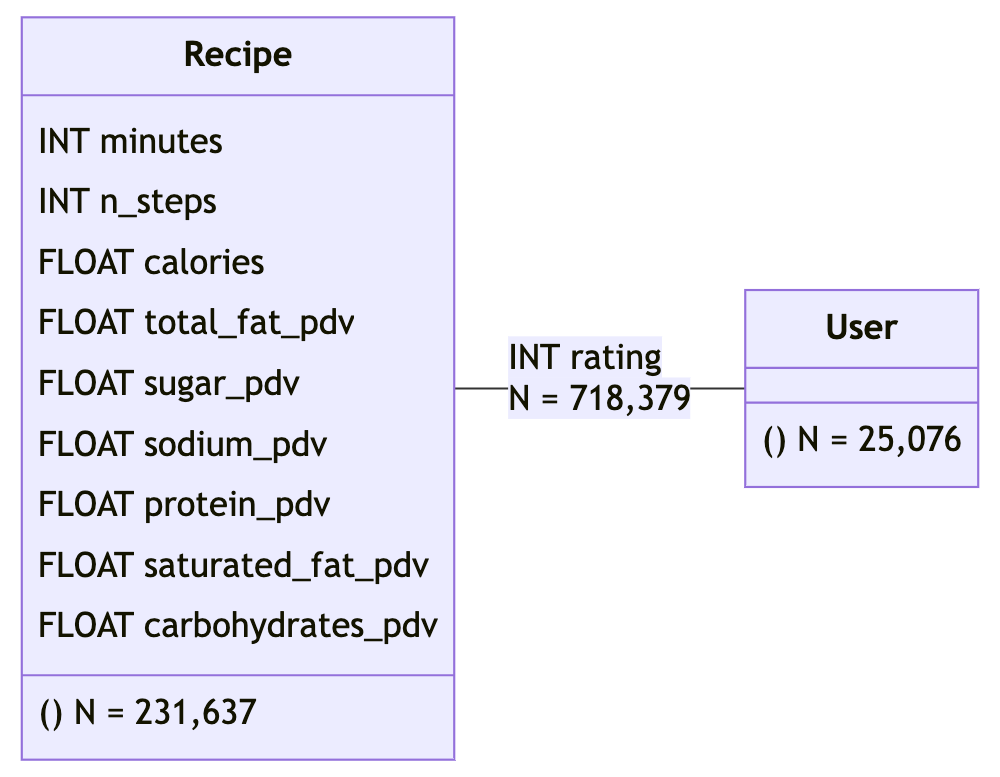 Recipe
INT minutes
INT n_steps
FLOAT calories
FLOAT total_fat_pdv
FLOAT sugar_pdv
FLOAT sodium_pdv
FLOAT protein_pdv
FLOAT saturated_fat_pdv
FLOAT carbohydrates_pdv
() N = 231,637
INT rating
N = 718,379
User
() N = 25,076